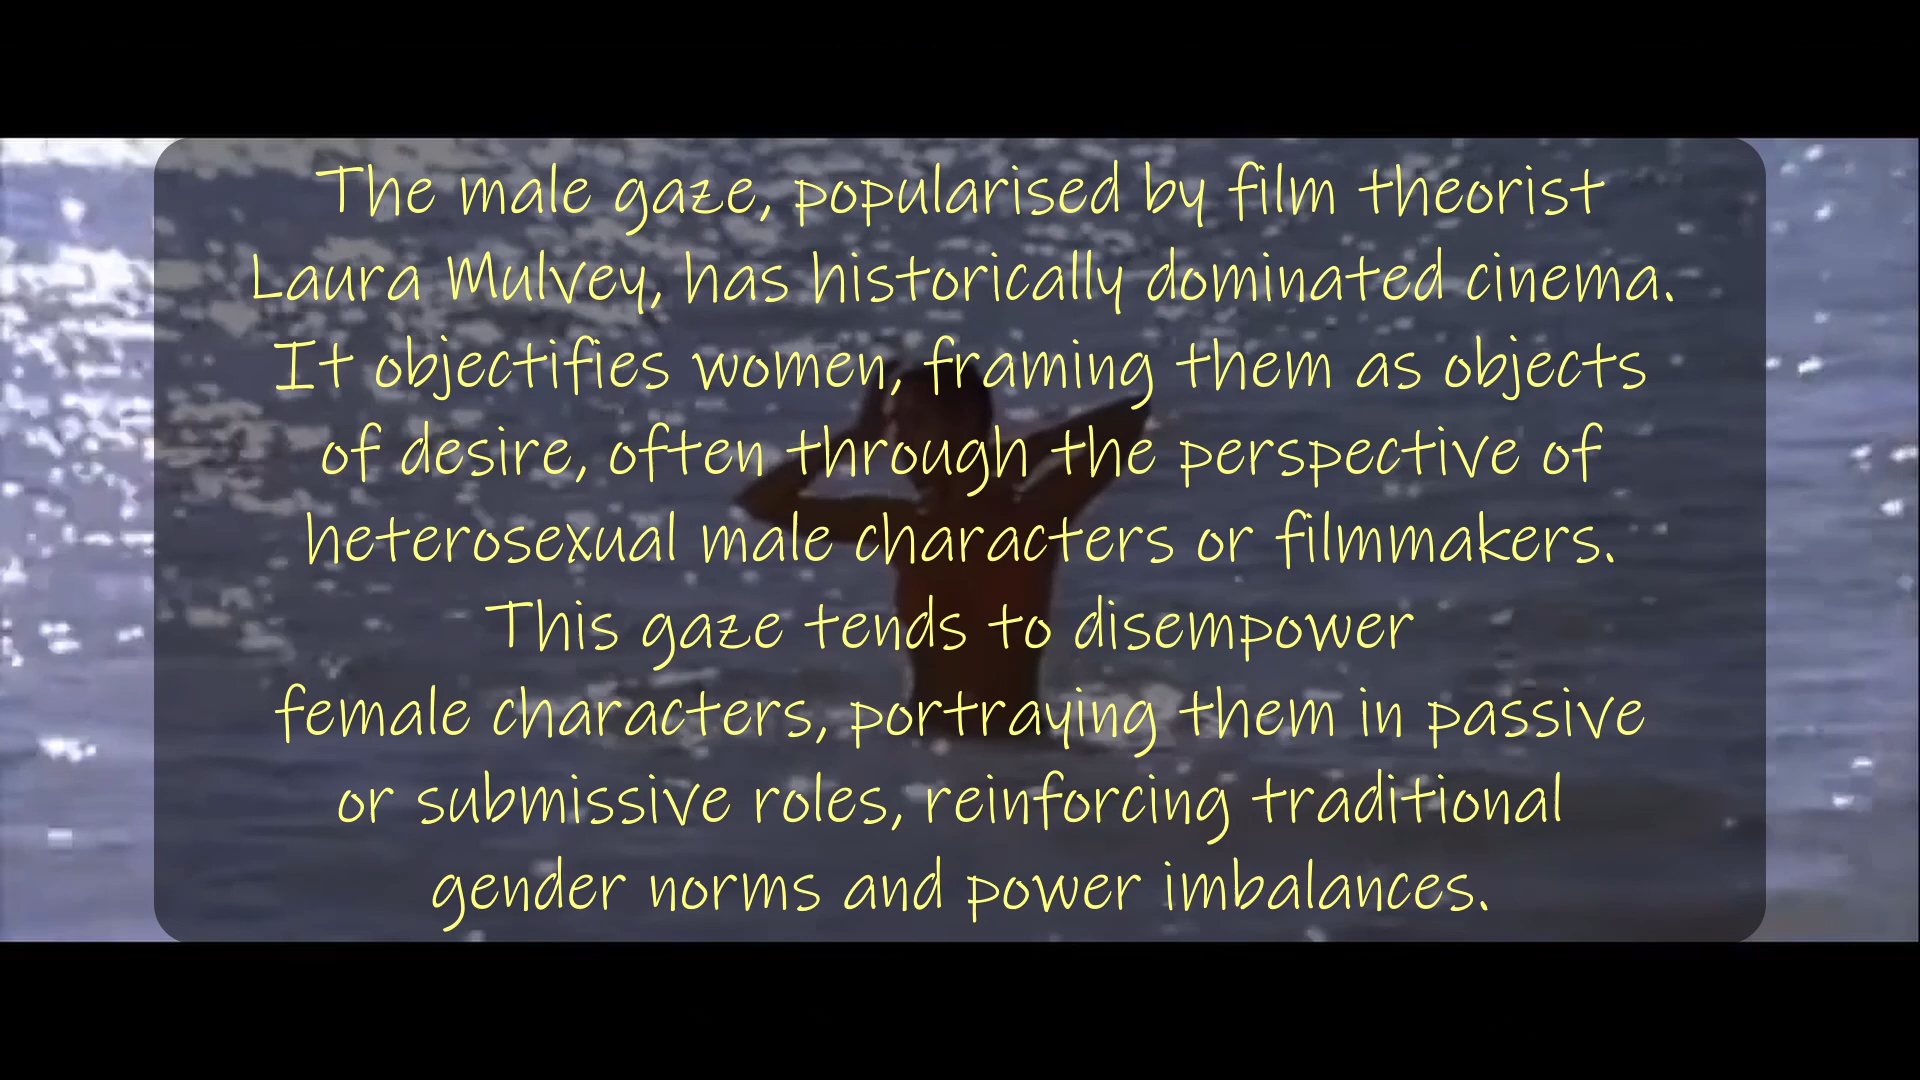 The male gaze, popularised by film theorist
Laura Mulvey, has historically dominated cinema.
It objectifies women, framing them as objects
of desire, often through the perspective of
heterosexual male characters or filmmakers.
This gaze tends to disempower
female characters, portraying them in passive
or submissive roles, reinforcing traditional
gender norms and power imbalances.